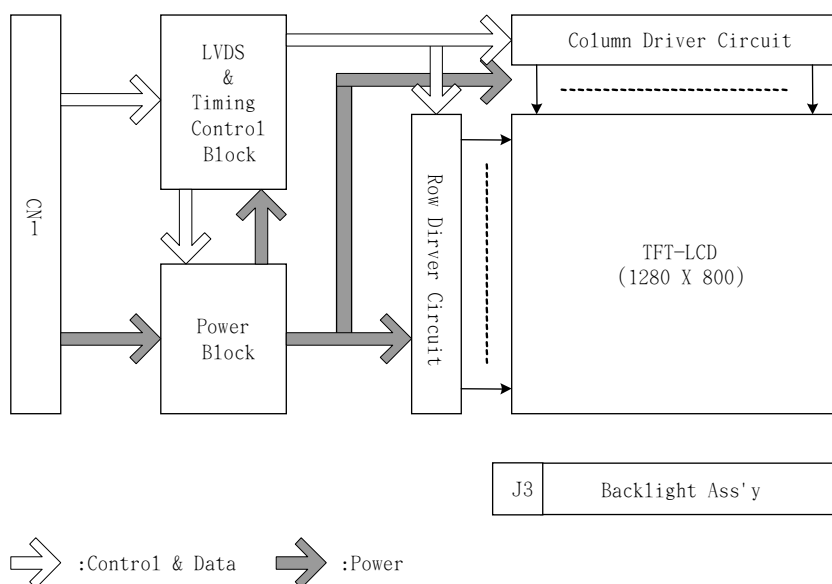 CN-1
LVDS
&
Timing
Control
Block
Power
Block
Column Driver Circuit
Row Dirver Circuit
TFT-LCD
(1280 X 800)
J3
Backlight Ass'y
:Control & Data
:Power